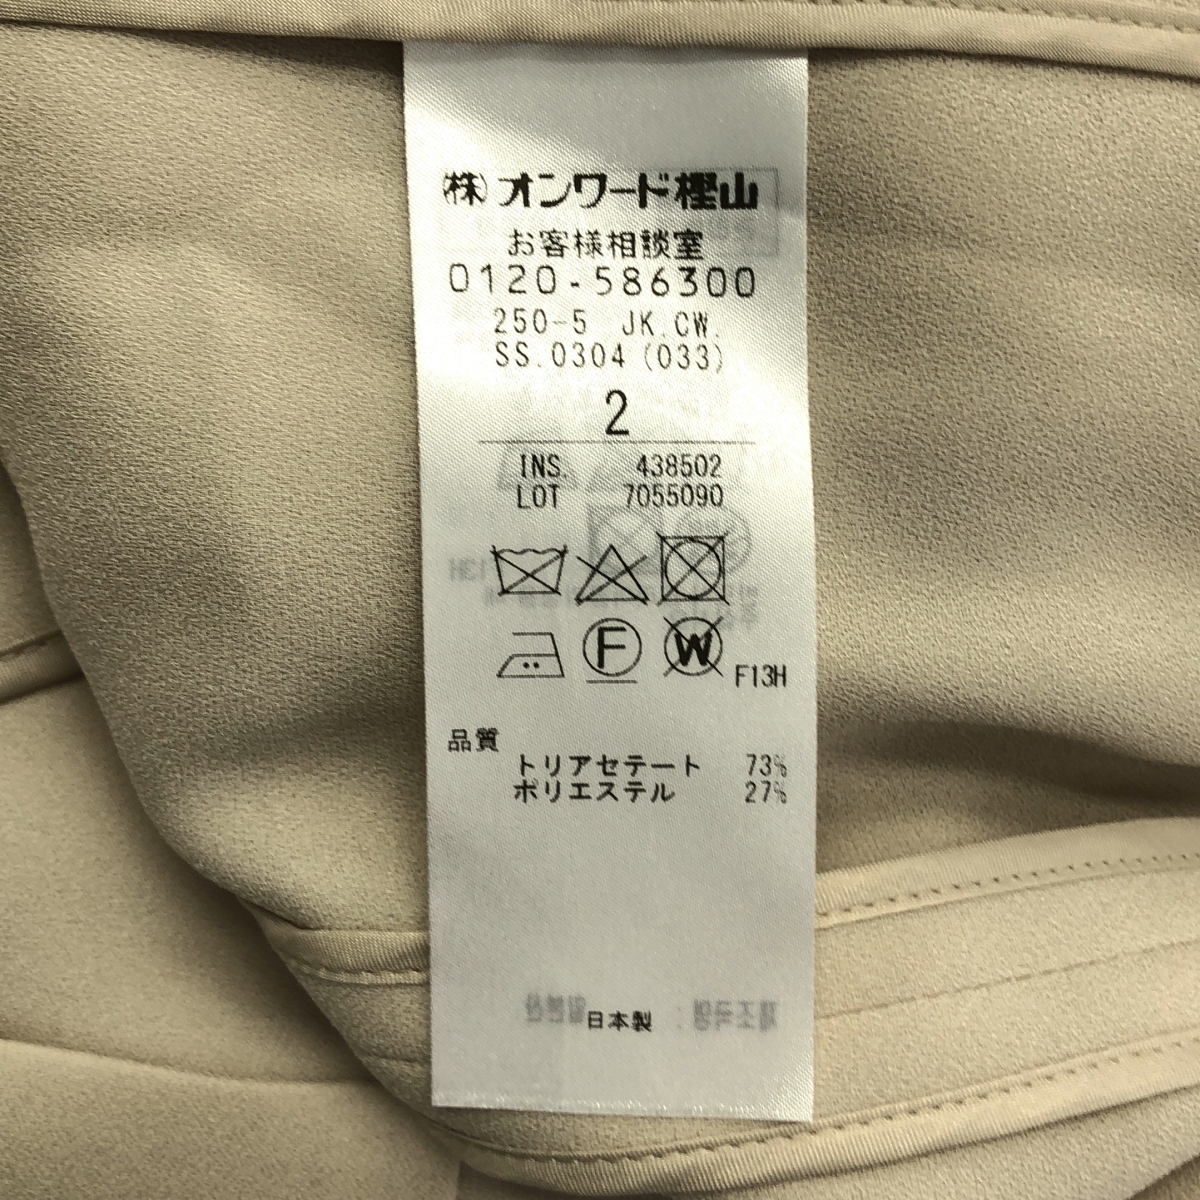 (株)オンワード樫山
お客様相談室
0120-586300
250-5 JK.CW.
SS.0304(033)
2
INS. 438502
LOT 7055090
F W F13H
品質
トリアセテート 73%
ポリエステル 27%
日本製